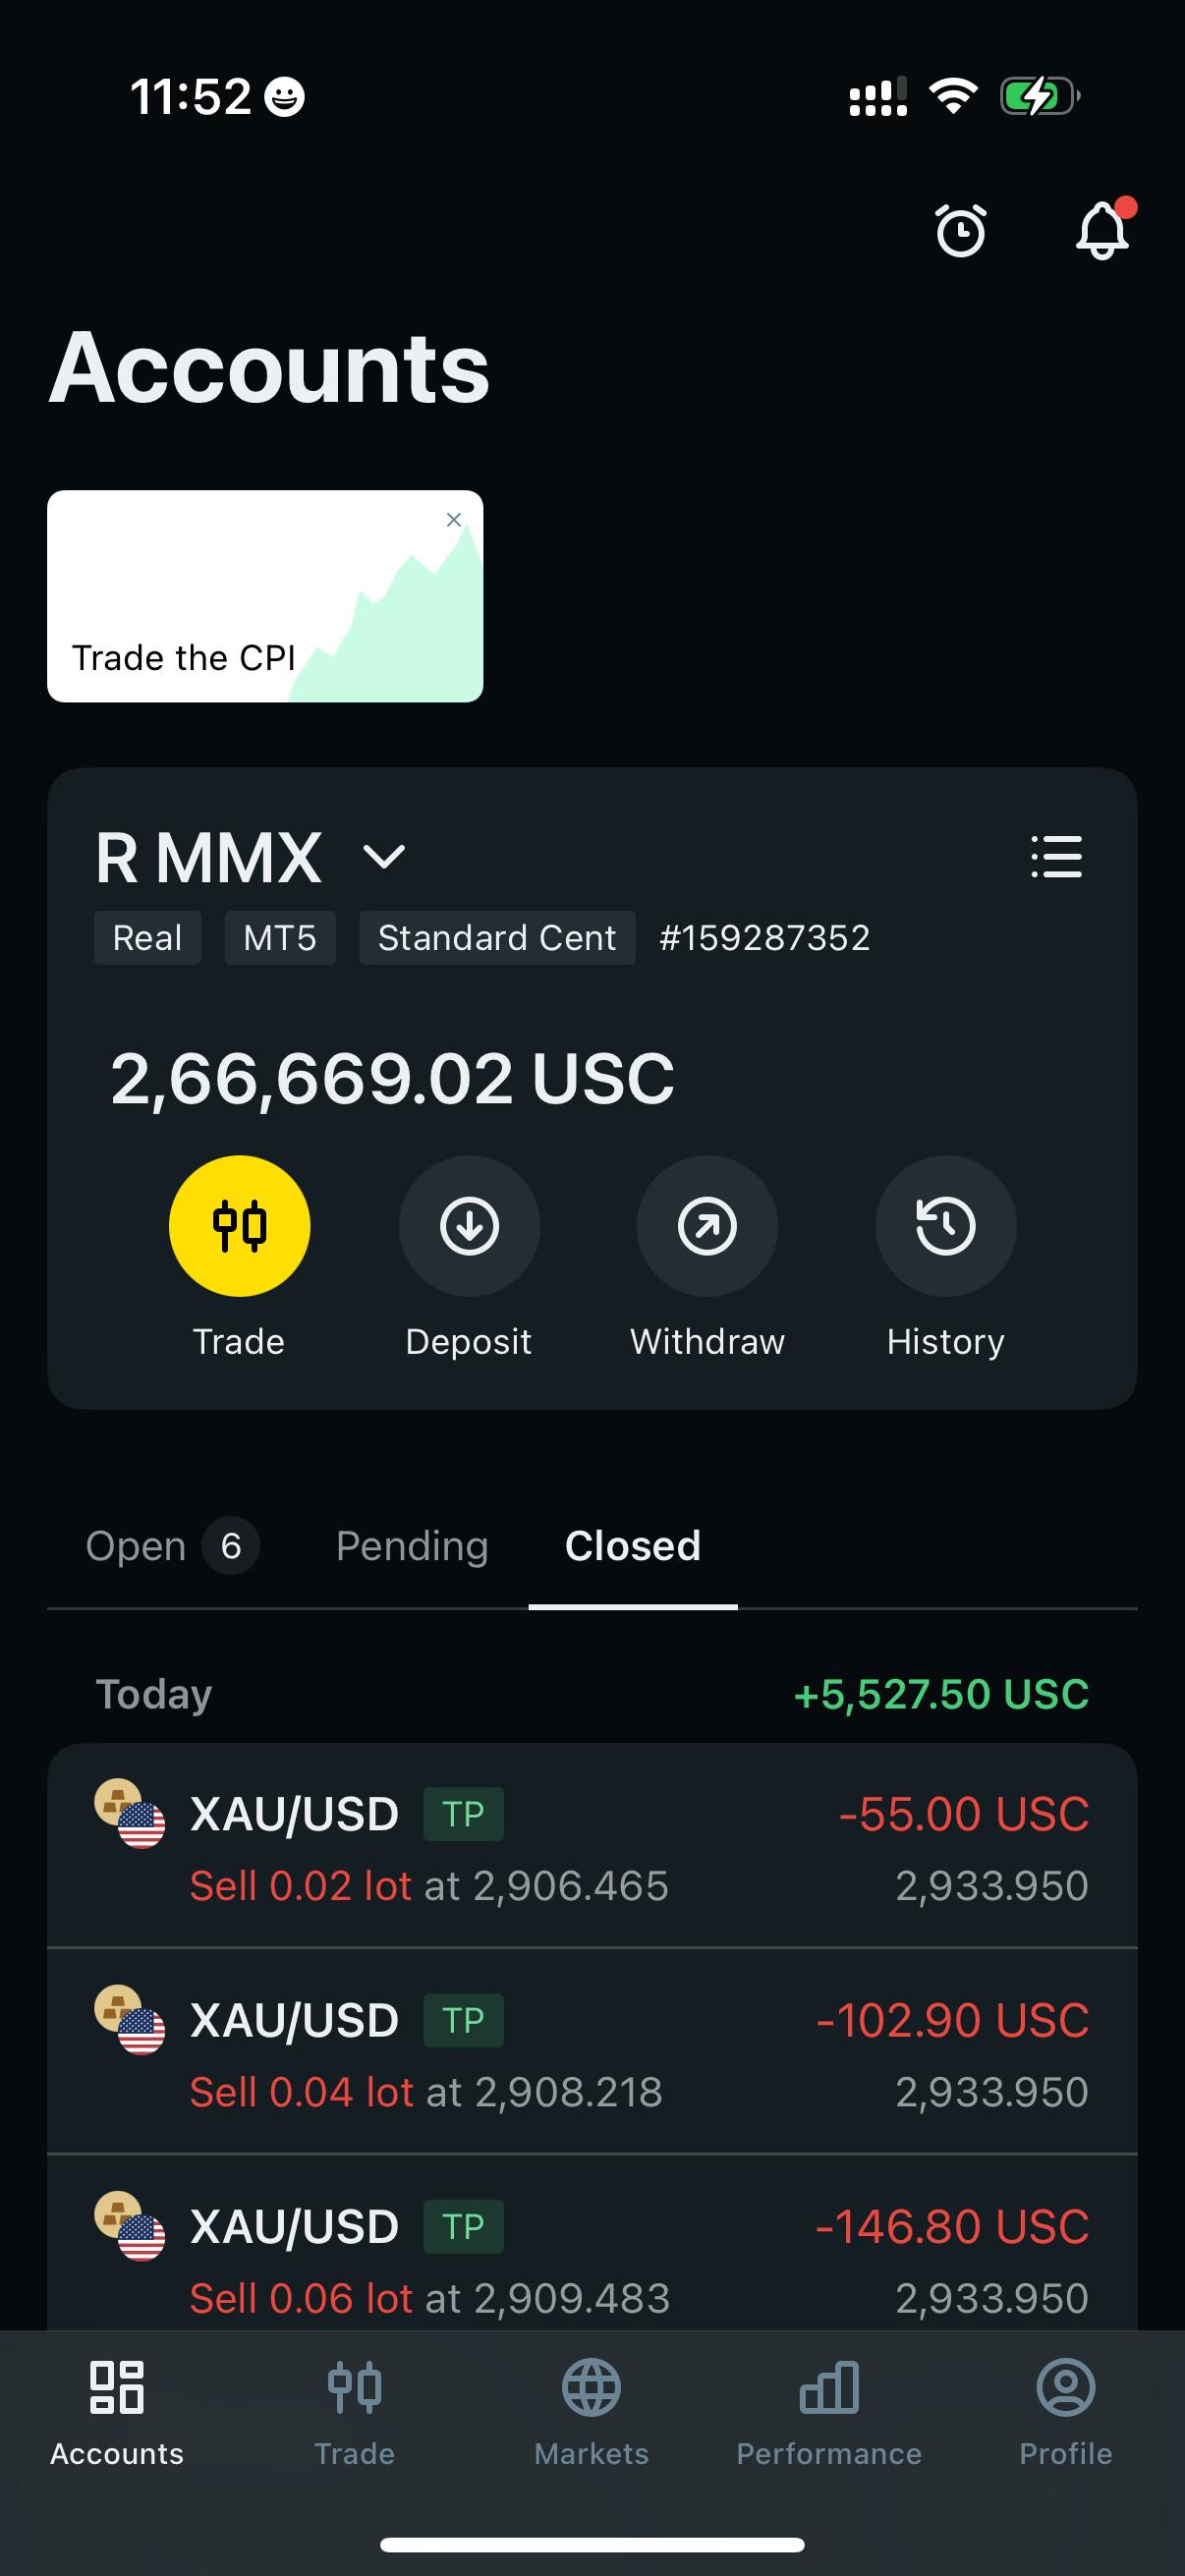 11:52
Accounts
Trade the CPI
R MMX
Real MT5 Standard Cent #159287352
2,66,669.02 USC
Trade Deposit Withdraw History
Open 6 Pending Closed
Today +5,527.50 USC
XAU/USD TP -55.00 USC
Sell 0.02 lot at 2,906.465 2,933.950
XAU/USD TP -102.90 USC
Sell 0.04 lot at 2,908.218 2,933.950
XAU/USD TP -146.80 USC
Sell 0.06 lot at 2,909.483 2,933.950
Accounts Trade Markets Performance Profile